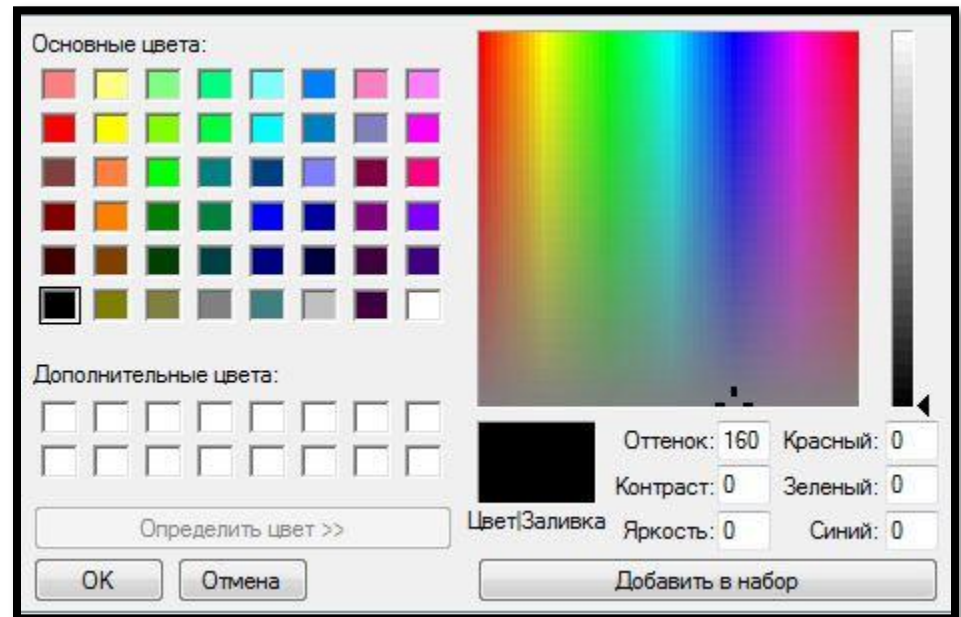 Основные цвета:
Дополнительные цвета:
Определить цвет >>
ОК
Отмена
Цвет|Заливка
Оттенок: 160
Контраст: 0
Яркость: 0
Красный: 0
Зеленый: 0
Синий: 0
Добавить в набор